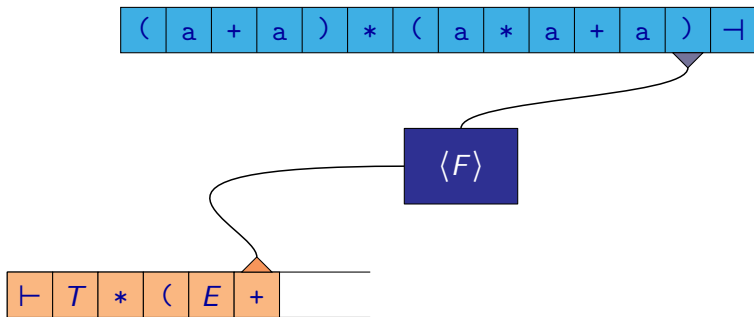 ( a + a ) * ( a * a + a ) ⊣
⟨F⟩
⊢ T * ( E +